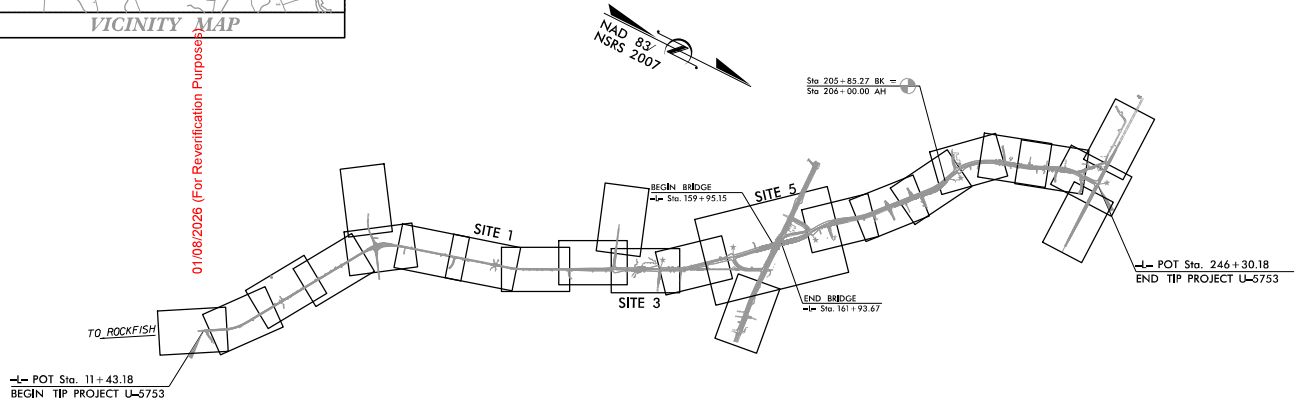 VICINITY MAP
01/08/2026 (For Reverification Purposes)
NAD 83/
NSRS 2007
Sta 205+85.27 BK =
Sta 206+00.00 AH
BEGIN BRIDGE
-L- Sta. 159+95.15
SITE 5
SITE 1
SITE 3
END BRIDGE
-L- Sta. 161+93.67
-L- POT Sta. 246+30.18
END TIP PROJECT U-5753
TO ROCKFISH
-L- POT Sta. 11+43.18
BEGIN TIP PROJECT U-5753